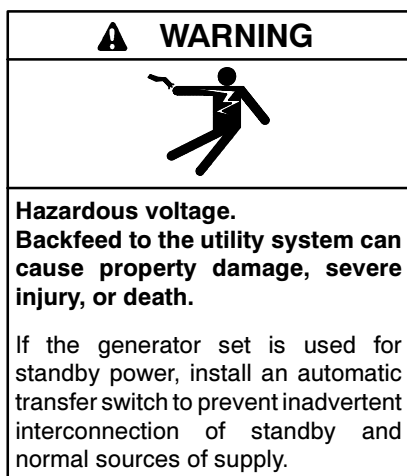 WARNING
Hazardous voltage.
Backfeed to the utility system can
cause property damage, severe
injury, or death.
If the generator set is used for
standby power, install an automatic
transfer switch to prevent inadvertent
interconnection of standby and
normal sources of supply.